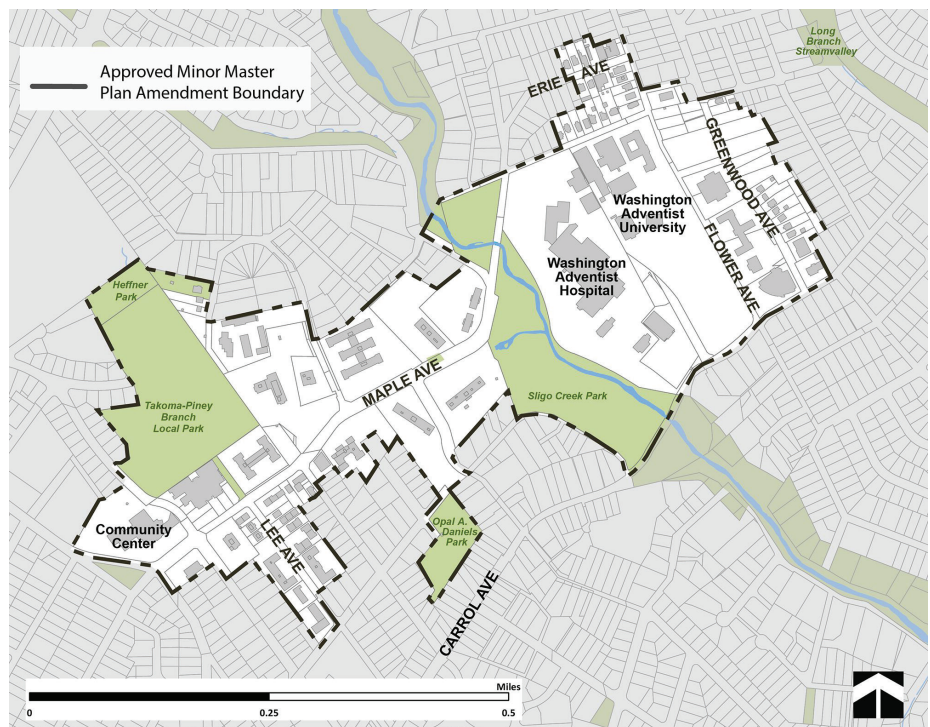 Approved Minor Master
Plan Amendment Boundary
Long
Branch
Streamvalley
ERIE AVE
GREENWOOD AVE
Washington
Adventist
University
FLOWER AVE
Washington
Adventist
Hospital
Heffner
Park
MAPLE AVE
Takoma-Piney
Branch
Local Park
Sligo Creek Park
Community
Center
LEE AVE
Opal A.
Daniels
Park
CARROL AVE
Miles
0 0.25 0.5